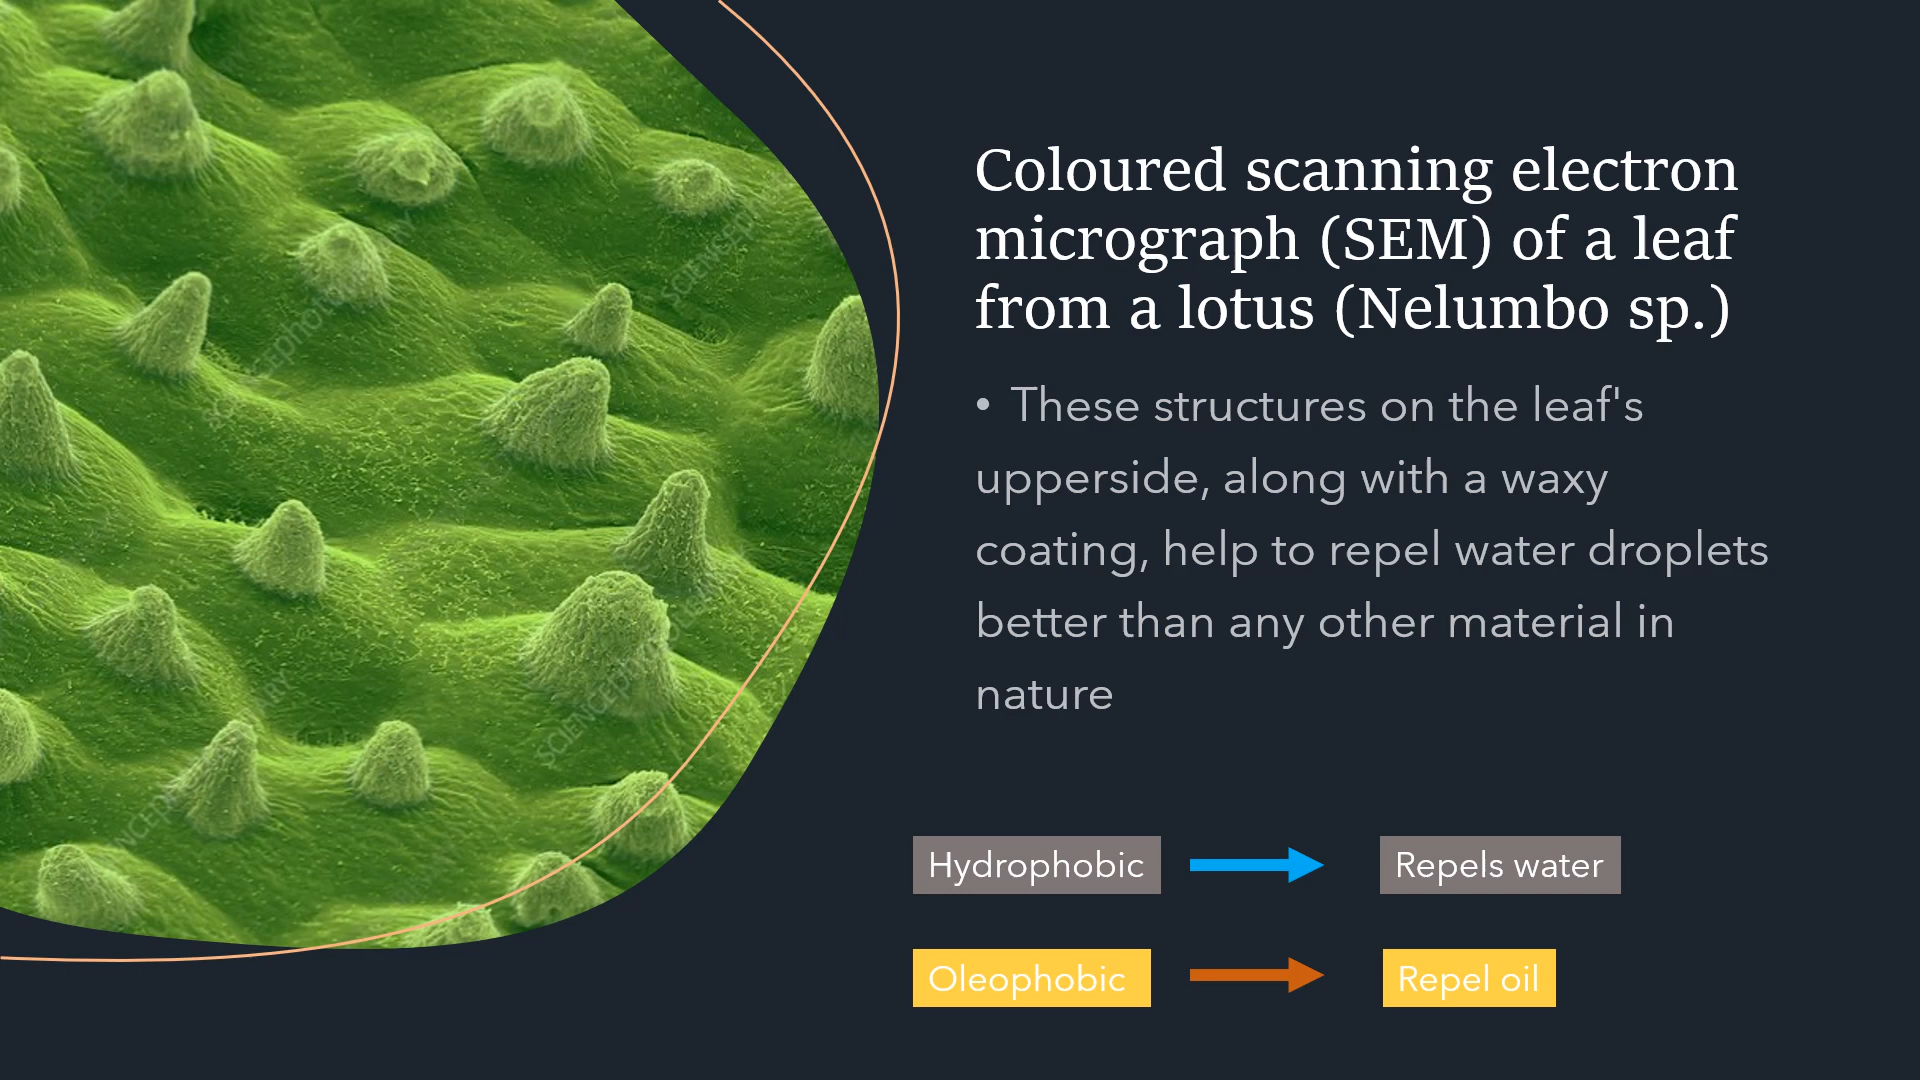 Coloured scanning electron
micrograph (SEM) of a leaf
from a lotus (Nelumbo sp.)
• These structures on the leaf's
upperside, along with a waxy
coating, help to repel water droplets
better than any other material in
nature
Hydrophobic
Repels water
Oleophobic
Repel oil